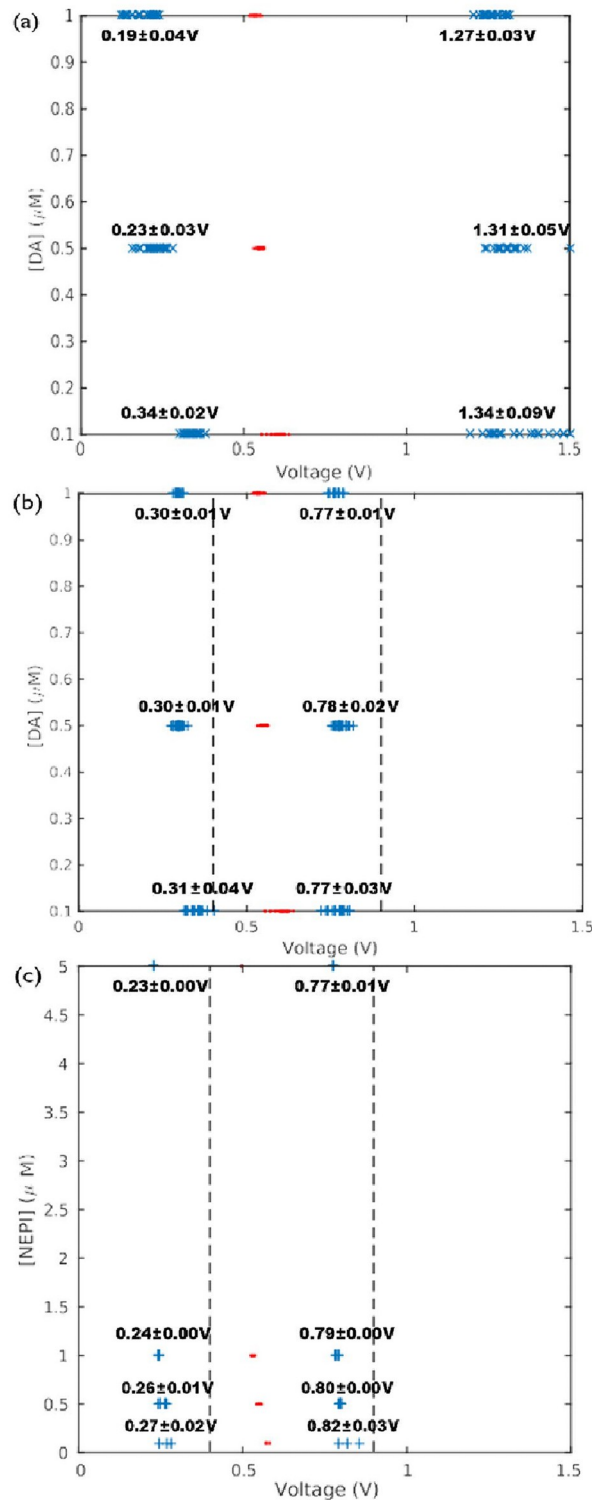 (a)
1
0.19±0.04V 1.27±0.03V
0.9
0.8
0.7
0.6
0.23±0.03V 1.31±0.05V
0.5
0.4
0.3
0.2
0.34±0.02V 1.34±0.09V
0.1
[DA] (μM)
0 0.5 1 1.5
Voltage (V)
(b)
1
0.30±0.01V 0.77±0.01V
0.9
0.8
0.7
0.6
0.30±0.01V 0.78±0.02V
0.5
0.4
0.3
0.2
0.31±0.04V 0.77±0.03V
0.1
[DA] (μM)
0 0.5 1 1.5
Voltage (V)
(c)
5
0.23±0.00V 0.77±0.01V
4.5
4
3.5
3
2.5
2
1.5
0.24±0.00V 0.79±0.00V
1
0.26±0.01V 0.80±0.00V
0.5
0.27±0.02V 0.82±0.03V
0
[NEPI] (μ M)
0 0.5 1 1.5
Voltage (V)